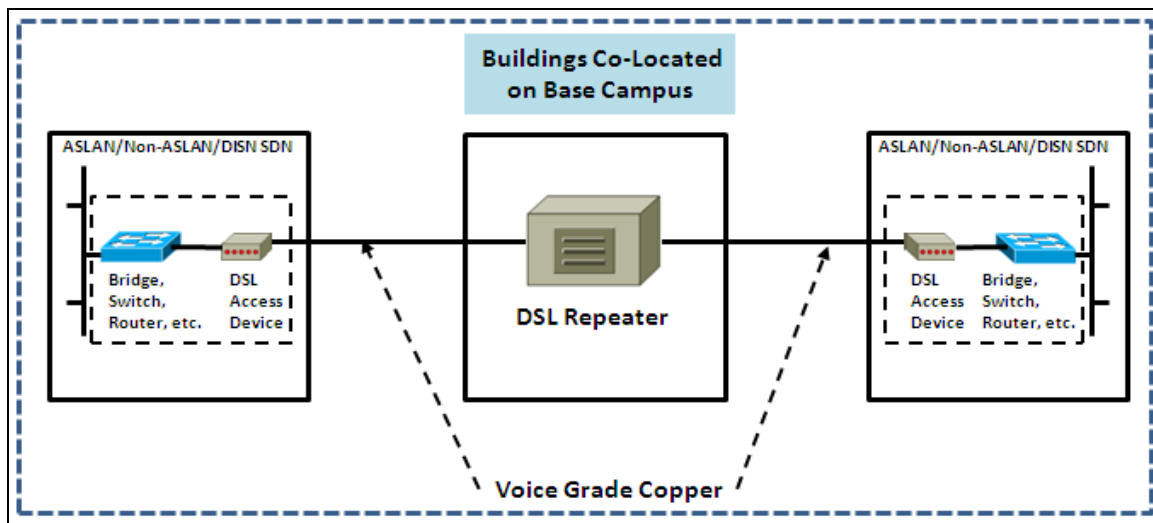 Buildings Co-Located
on Base Campus
ASLAN/Non-ASLAN/DISN SDN
Bridge,
Switch,
Router, etc.
DSL
Access
Device
DSL Repeater
ASLAN/Non-ASLAN/DISN SDN
DSL
Access
Device
Bridge,
Switch,
Router, etc.
Voice Grade Copper